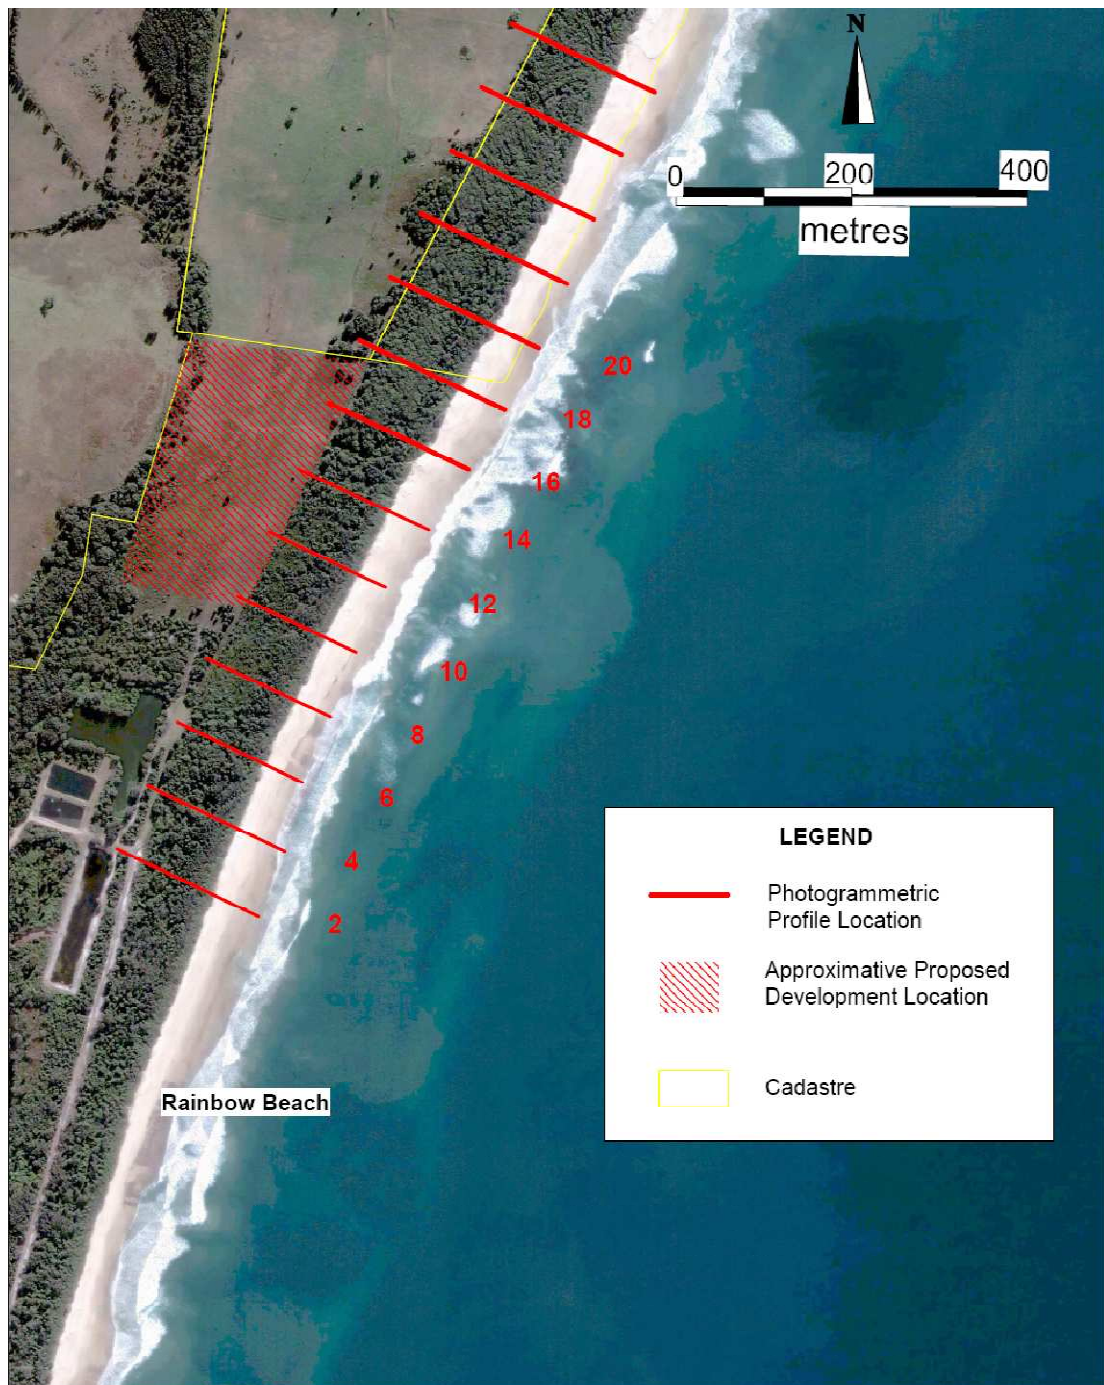 N
0 200 400
metres
20
18
16
14
12
10
8
6
4
2
LEGEND
Photogrammetric
Profile Location
Approximative Proposed
Development Location
Cadastre
Rainbow Beach